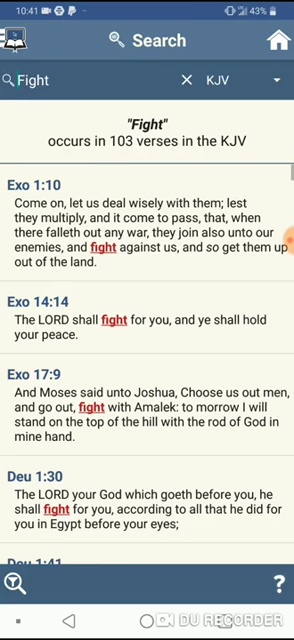 10:41
43%
Search
Fight
KJV
"Fight"
occurs in 103 verses in the KJV
Exo 1:10
Come on, let us deal wisely with them; lest
they multiply, and it come to pass, that, when
there falleth out any war, they join also unto our
enemies, and fight against us, and so get them up
out of the land.
Exo 14:14
The LORD shall fight for you, and ye shall hold
your peace.
Exo 17:9
And Moses said unto Joshua, Choose us out men,
and go out, fight with Amalek: to morrow I will
stand on the top of the hill with the rod of God in
mine hand.
Deu 1:30
The LORD your God which goeth before you, he
shall fight for you, according to all that he did for
you in Egypt before your eyes;
Deu 1:41
?
DU RECORDER